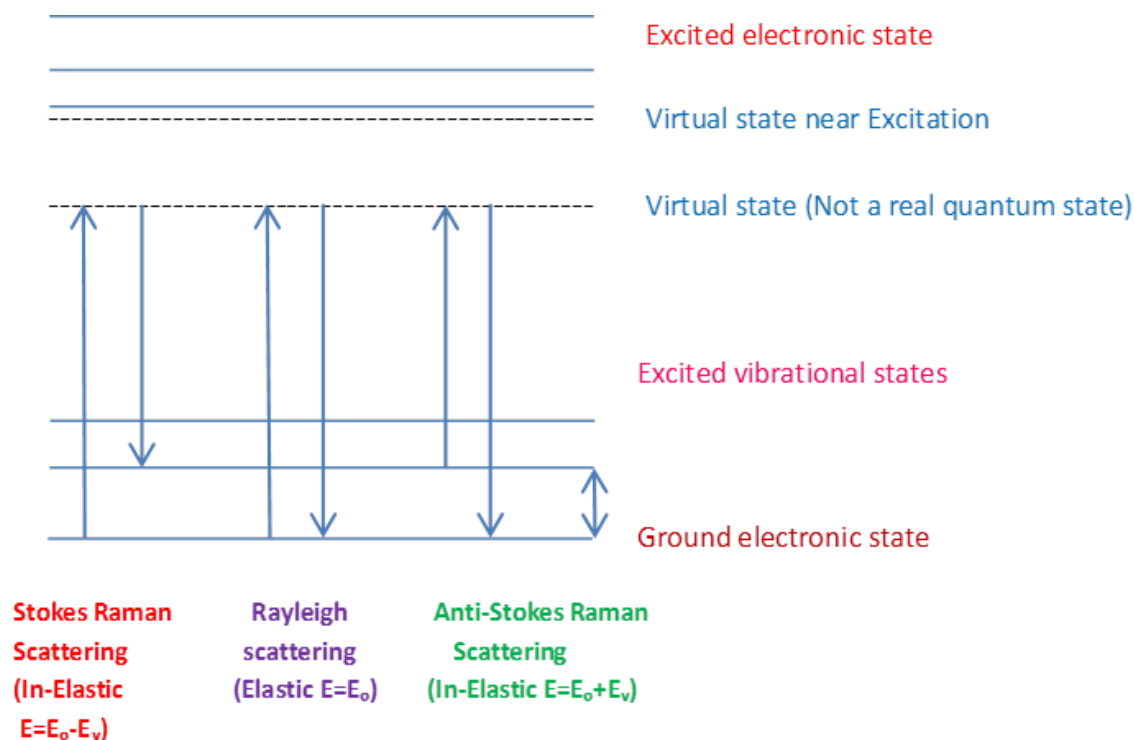 Excited electronic state
Virtual state near Excitation
Virtual state (Not a real quantum state)
Excited vibrational states
Ground electronic state
Stokes Raman
Scattering
(In-Elastic
E=Eₒ-Eᵥ)
Rayleigh
scattering
(Elastic E=Eₒ)
Anti-Stokes Raman
Scattering
(In-Elastic E=Eₒ+Eᵥ)